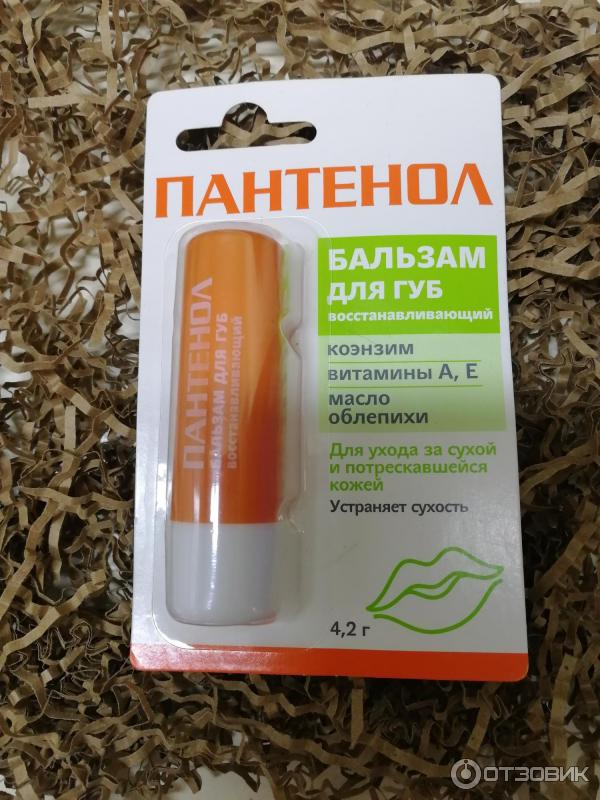 ПАНТЕНОЛ
БАЛЬЗАМ
ДЛЯ ГУБ
восстанавливающий
коэнзим
витамины А, Е
масло
облепихи
Для ухода за сухой
и потрескавшейся
кожей
Устраняет сухость
4,2 г
ПАНТЕНОЛ
БАЛЬЗАМ ДЛЯ ГУБ
восстанавливающий
ОТЗОВИК